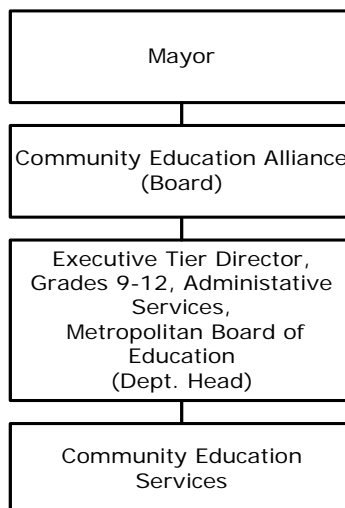 Mayor
Community Education Alliance
(Board)
Executive Tier Director,
Grades 9-12, Administative
Services,
Metropolitan Board of
Education
(Dept. Head)
Community Education
Services